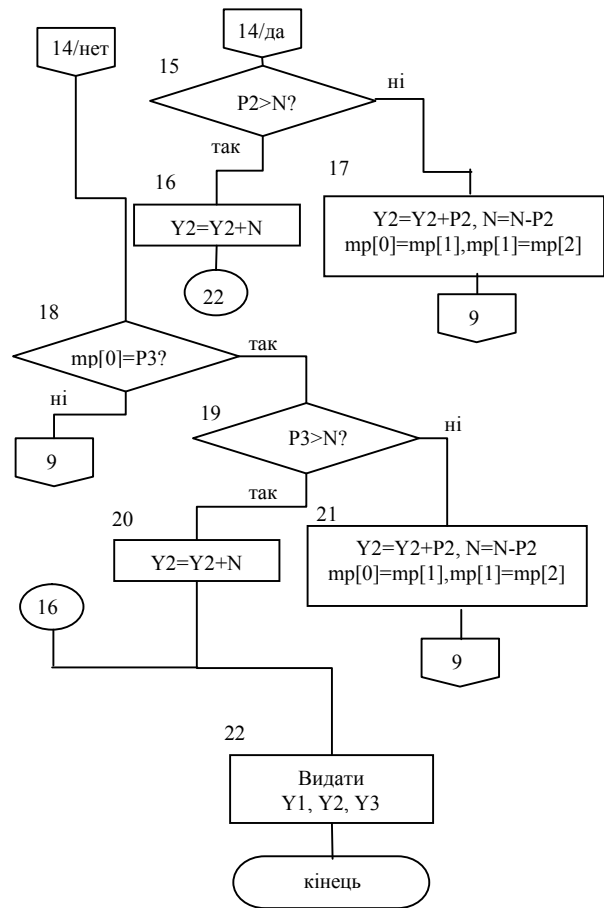 14/нет
14/да
15
P2>N?
ні
так
16
17
Y2=Y2+N
Y2=Y2+P2, N=N-P2
mp[0]=mp[1],mp[1]=mp[2]
22
9
18
mp[0]=P3?
так
ні
19
P3>N?
ні
9
так
20
21
Y2=Y2+N
Y2=Y2+P2, N=N-P2
mp[0]=mp[1],mp[1]=mp[2]
16
9
22
Видати
Y1, Y2, Y3
кінець